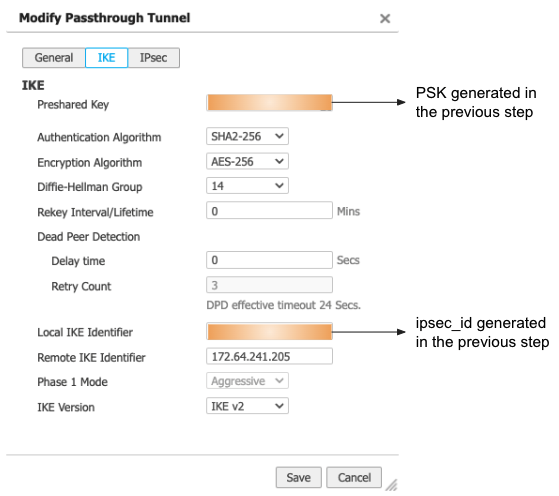 Modify Passthrough Tunnel
General IKE IPsec
IKE
Preshared Key
PSK generated in
the previous step
Authentication Algorithm SHA2-256
Encryption Algorithm AES-256
Diffie-Hellman Group 14
Rekey Interval/Lifetime 0 Mins
Dead Peer Detection
Delay time 0 Secs
Retry Count 3
DPD effective timeout 24 Secs.
Local IKE Identifier
ipsec_id generated
in the previous step
Remote IKE Identifier 172.64.241.205
Phase 1 Mode Aggressive
IKE Version IKE v2
Save Cancel